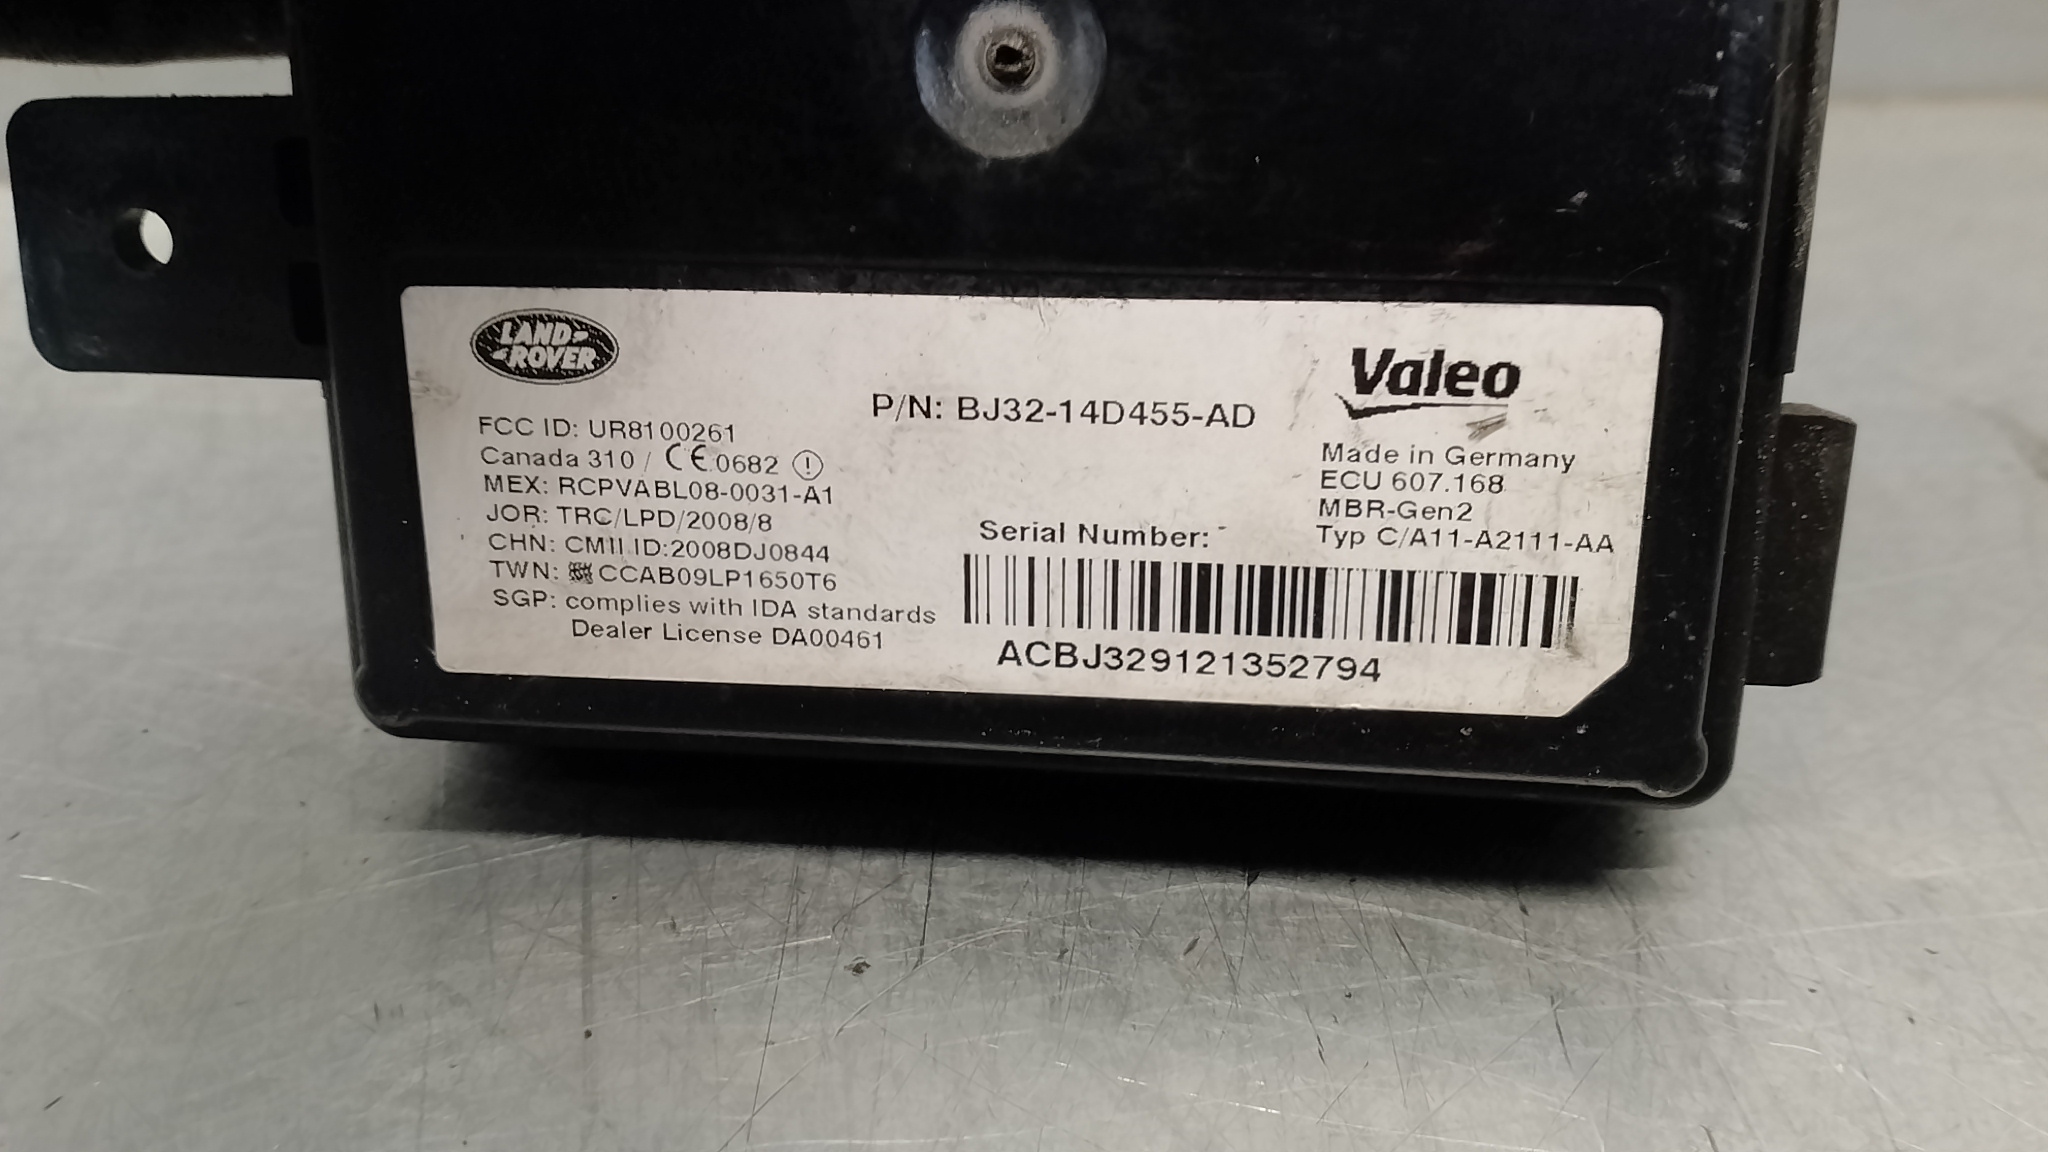 LAND
ROVER
FCC ID: UR8100261
Canada 310 / CE 0682
MEX: RCPVABL08-0031-A1
JOR: TRC/LPD/2008/8
CHN: CMII ID:2008DJ0844
TWN: CCAB09LP1650T6
SGP: complies with IDA standards
Dealer License DA00461
P/N: BJ32-14D455-AD
Serial Number:
ACBJ329121352794
Valeo
Made in Germany
ECU 607.168
MBR-Gen2
Typ C/A11-A2111-AA